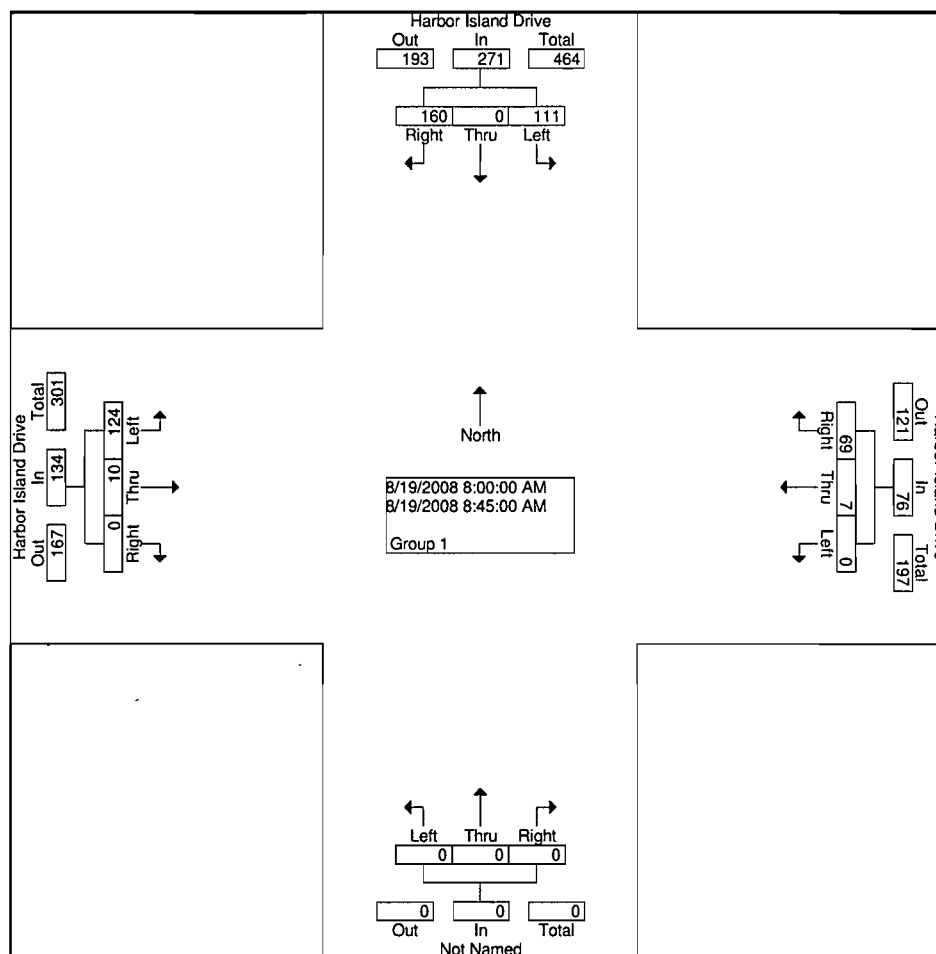 Harbor Island Drive
Out In Total
193 271 464
160 0 111
Right Thru Left
Harbor Island Drive
Total In Out
301 134 167
124 10 0
Left Thru Right
North
8/19/2008 8:00:00 AM
8/19/2008 8:45:00 AM
Group 1
Right Thru Left
69 7 0
121 76 197
Out In Total
Left Thru Right
0 0 0
0 0 0
Out In Total
Not Named